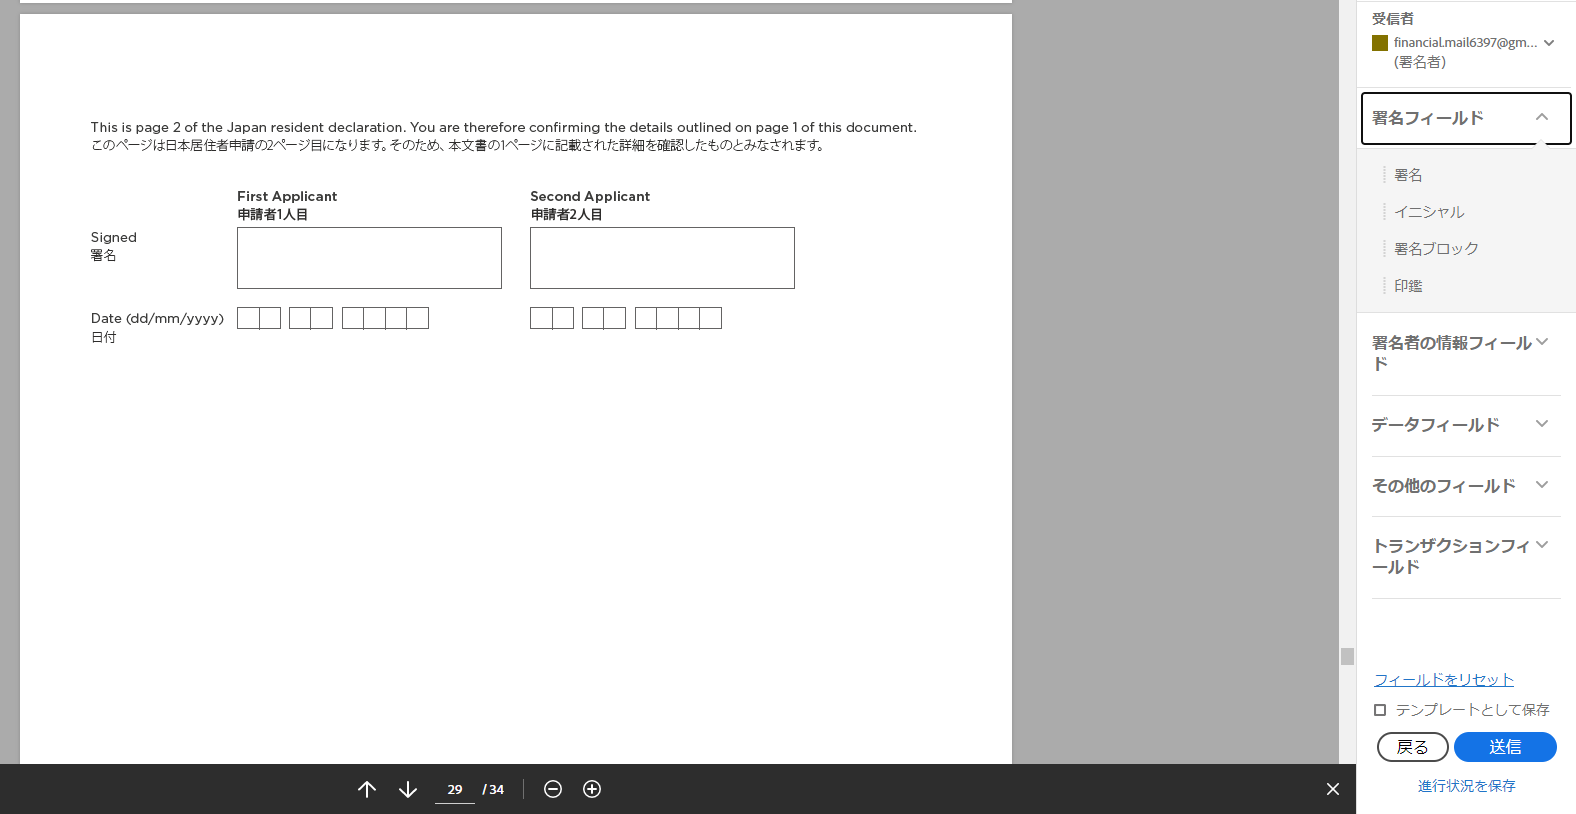 This is page 2 of the Japan resident declaration. You are therefore confirming the details outlined on page 1 of this document.
このページは日本居住者申請の2ページ目になります。そのため、本文書の1ページに記載された詳細を確認したものとみなされます。
First Applicant
申請者1人目
Second Applicant
申請者2人目
Signed
署名
Date (dd/mm/yyyy)
日付
29 / 34
受信者
financial.mail6397@gm...
(署名者)
署名フィールド
署名
イニシャル
署名ブロック
印鑑
署名者の情報フィール
ド
データフィールド
その他のフィールド
トランザクションフィ
ールド
フィールドをリセット
テンプレートとして保存
戻る
送信
進行状況を保存